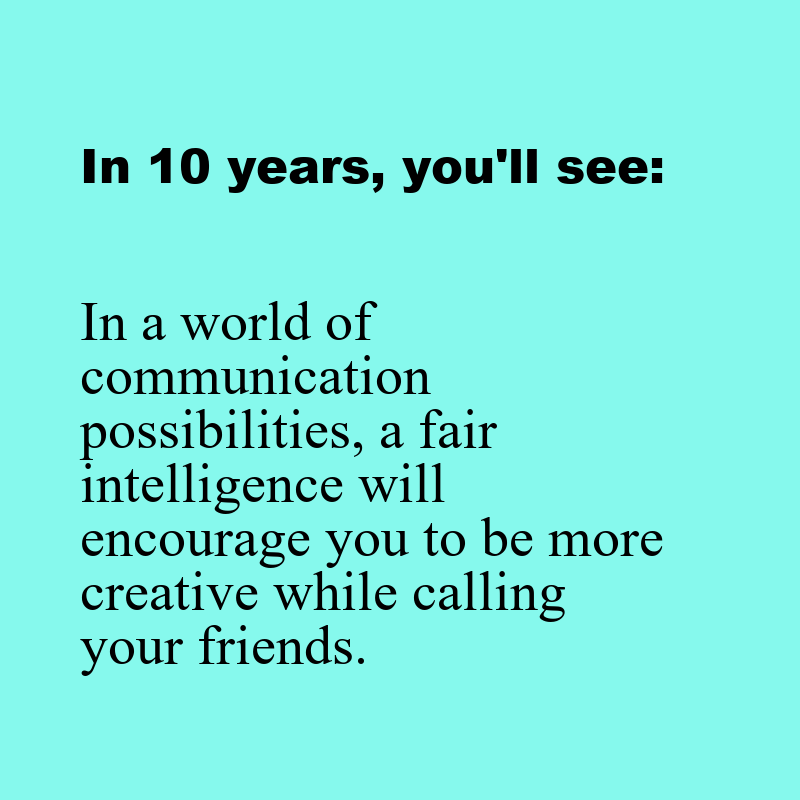 In 10 years, you'll see:
In a world of
communication
possibilities, a fair
intelligence will
encourage you to be more
creative while calling
your friends.